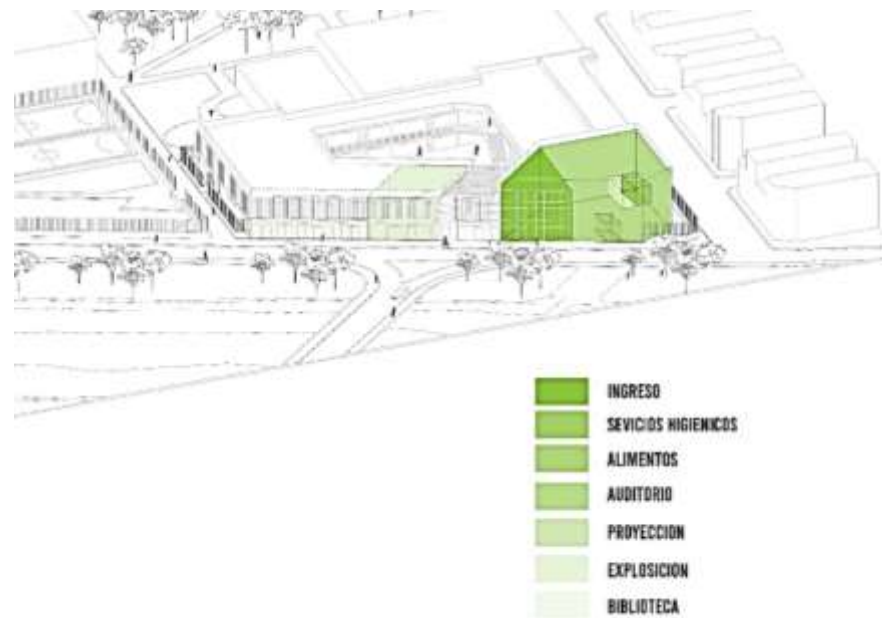 INGRESO
SEVICIOS HIGIENICOS
ALIMENTOS
AUDITORIO
PROYECCION
EXPLOSICION
BIBLIOTECA